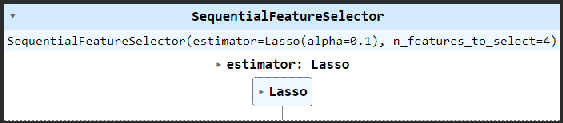 SequentialFeatureSelector
SequentialFeatureSelector(estimator=Lasso(alpha=0.1), n_features_to_select=4)
estimator: Lasso
Lasso